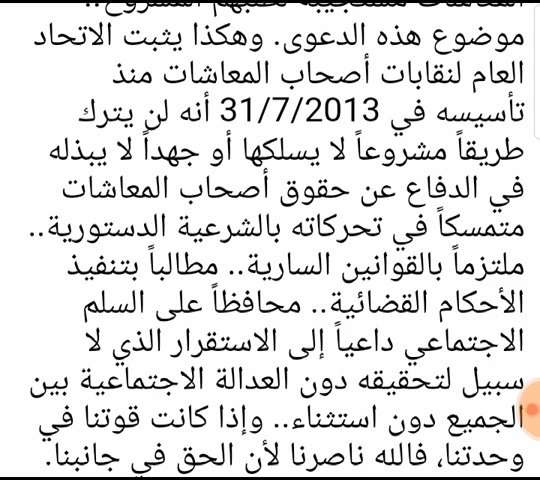 موضوع هذه الدعوى. وهكذا يثبت الاتحاد
العام لنقابات أصحاب المعاشات منذ
تأسيسه في 31/7/2013 أنه لن يترك
طريقاً مشروعاً لا يسلكها أو جهداً لا يبذله
في الدفاع عن حقوق أصحاب المعاشات
متمسكاً في تحركاته بالشرعية الدستورية..
ملتزماً بالقوانين السارية.. مطالباً بتنفيذ
الأحكام القضائية.. محافظاً على السلم
الاجتماعي داعياً إلى الاستقرار الذي لا
سبيل لتحقيقه دون العدالة الاجتماعية بين
الجميع دون استثناء.. وإذا كانت قوتنا في
وحدتنا، فالله ناصرنا لأن الحق في جانبنا.